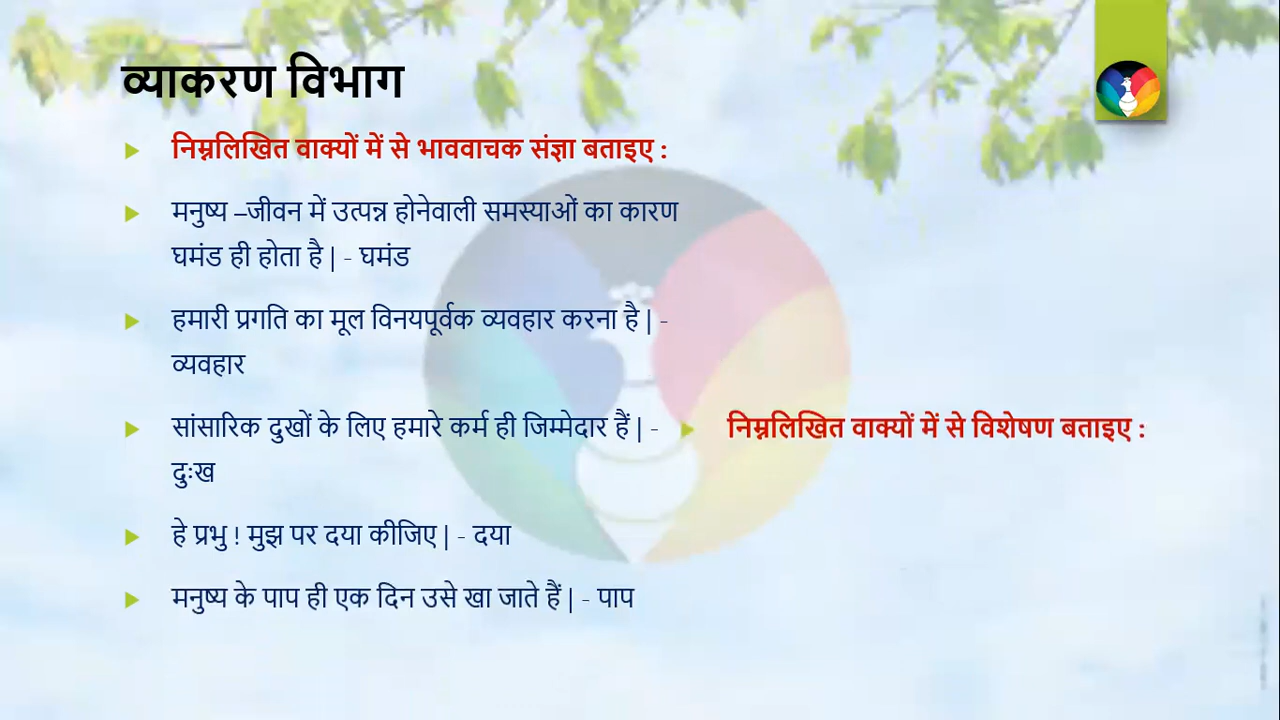 व्याकरण विभाग
निम्नलिखित वाक्यों में से भाववाचक संज्ञा बताइए :
मनुष्य –जीवन में उत्पन्न होनेवाली समस्याओं का कारण
घमंड ही होता है | - घमंड
हमारी प्रगति का मूल विनयपूर्वक व्यवहार करना है | -
व्यवहार
सांसारिक दुखों के लिए हमारे कर्म ही जिम्मेदार हैं | -
दुःख
हे प्रभु ! मुझ पर दया कीजिए | - दया
मनुष्य के पाप ही एक दिन उसे खा जाते हैं | - पाप
निम्नलिखित वाक्यों में से विशेषण बताइए :